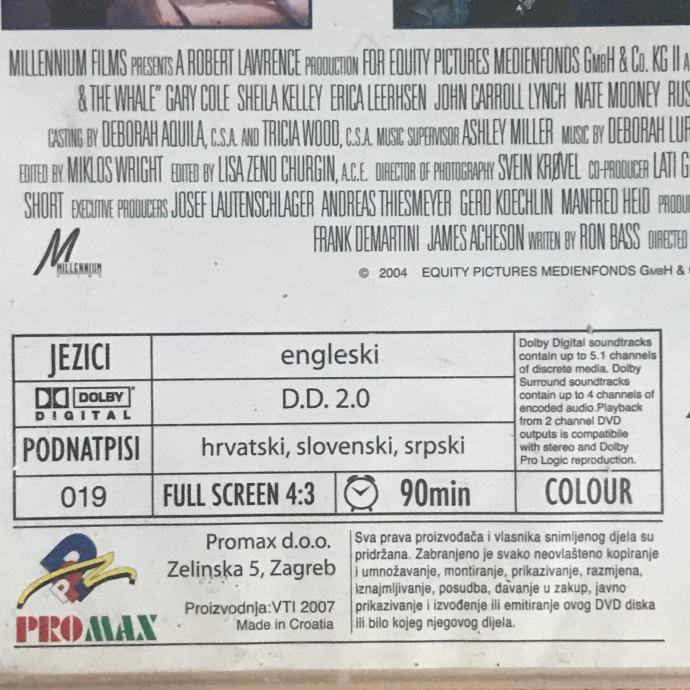 MILLENNIUM FILMS PRESENTS A ROBERT LAWRENCE PRODUCTION FOR EQUITY PICTURES MEDIENFONDS GMBH & CO. KG II A
& THE WHALE" GARY COLE SHEILA KELLEY ERICA LEERHSEN JOHN CARROLL LYNCH NATE MOONEY RUS
CASTING BY DEBORAH AQUILA, C.S.A. AND TRICIA WOOD, C.S.A. MUSIC SUPERVISOR ASHLEY MILLER MUSIC BY DEBORAH LUR
EDITED BY MIKLOS WRIGHT EDITED BY LISA ZENO CHURGIN, A.C.E. DIRECTOR OF PHOTOGRAPHY SVEIN KRØVEL CO-PRODUCER LATI G
SHORT EXECUTIVE PRODUCERS JOSEF LAUTENSCHLAGER ANDREAS THIESMEYER GERD KOECHLIN MANFRED HEID PRODU
FRANK DEMARTINI JAMES ACHESON WRITEN BY RON BASS DIRECTED
M MILLENNIUM
© 2004 EQUITY PICTURES MEDIENFONDS GMBH &
JEZICI engleski
DOLBY DIGITAL D.D. 2.0
PODNATPISI hrvatski, slovenski, srpski
019 FULL SCREEN 4:3 90min COLOUR
Dolby Digital soundtracks
contain up to 5.1 channels
of discrete media. Dolby
Surround soundtracks
contain up to 4 channels of
encoded audio.Playback
from 2 channel DVD
outputs is compatibile
with stereo and Dolby
Pro Logic reproduction.
PROMAX
Promax d.o.o.
Zelinska 5, Zagreb
Proizvodnja:VTI 2007
Made in Croatia
Sva prava proizvođača i vlasnika snimljenog djela su
pridržana. Zabranjeno je svako neovlašteno kopiranje
i umnožavanje, montiranje, prikazivanje, razmjena,
iznajmljivanje, posudba, davanje u zakup, javno
prikazivanje i izvođenje ili emitiranje ovog DVD diska
ili bilo kojeg njegovog dijela.